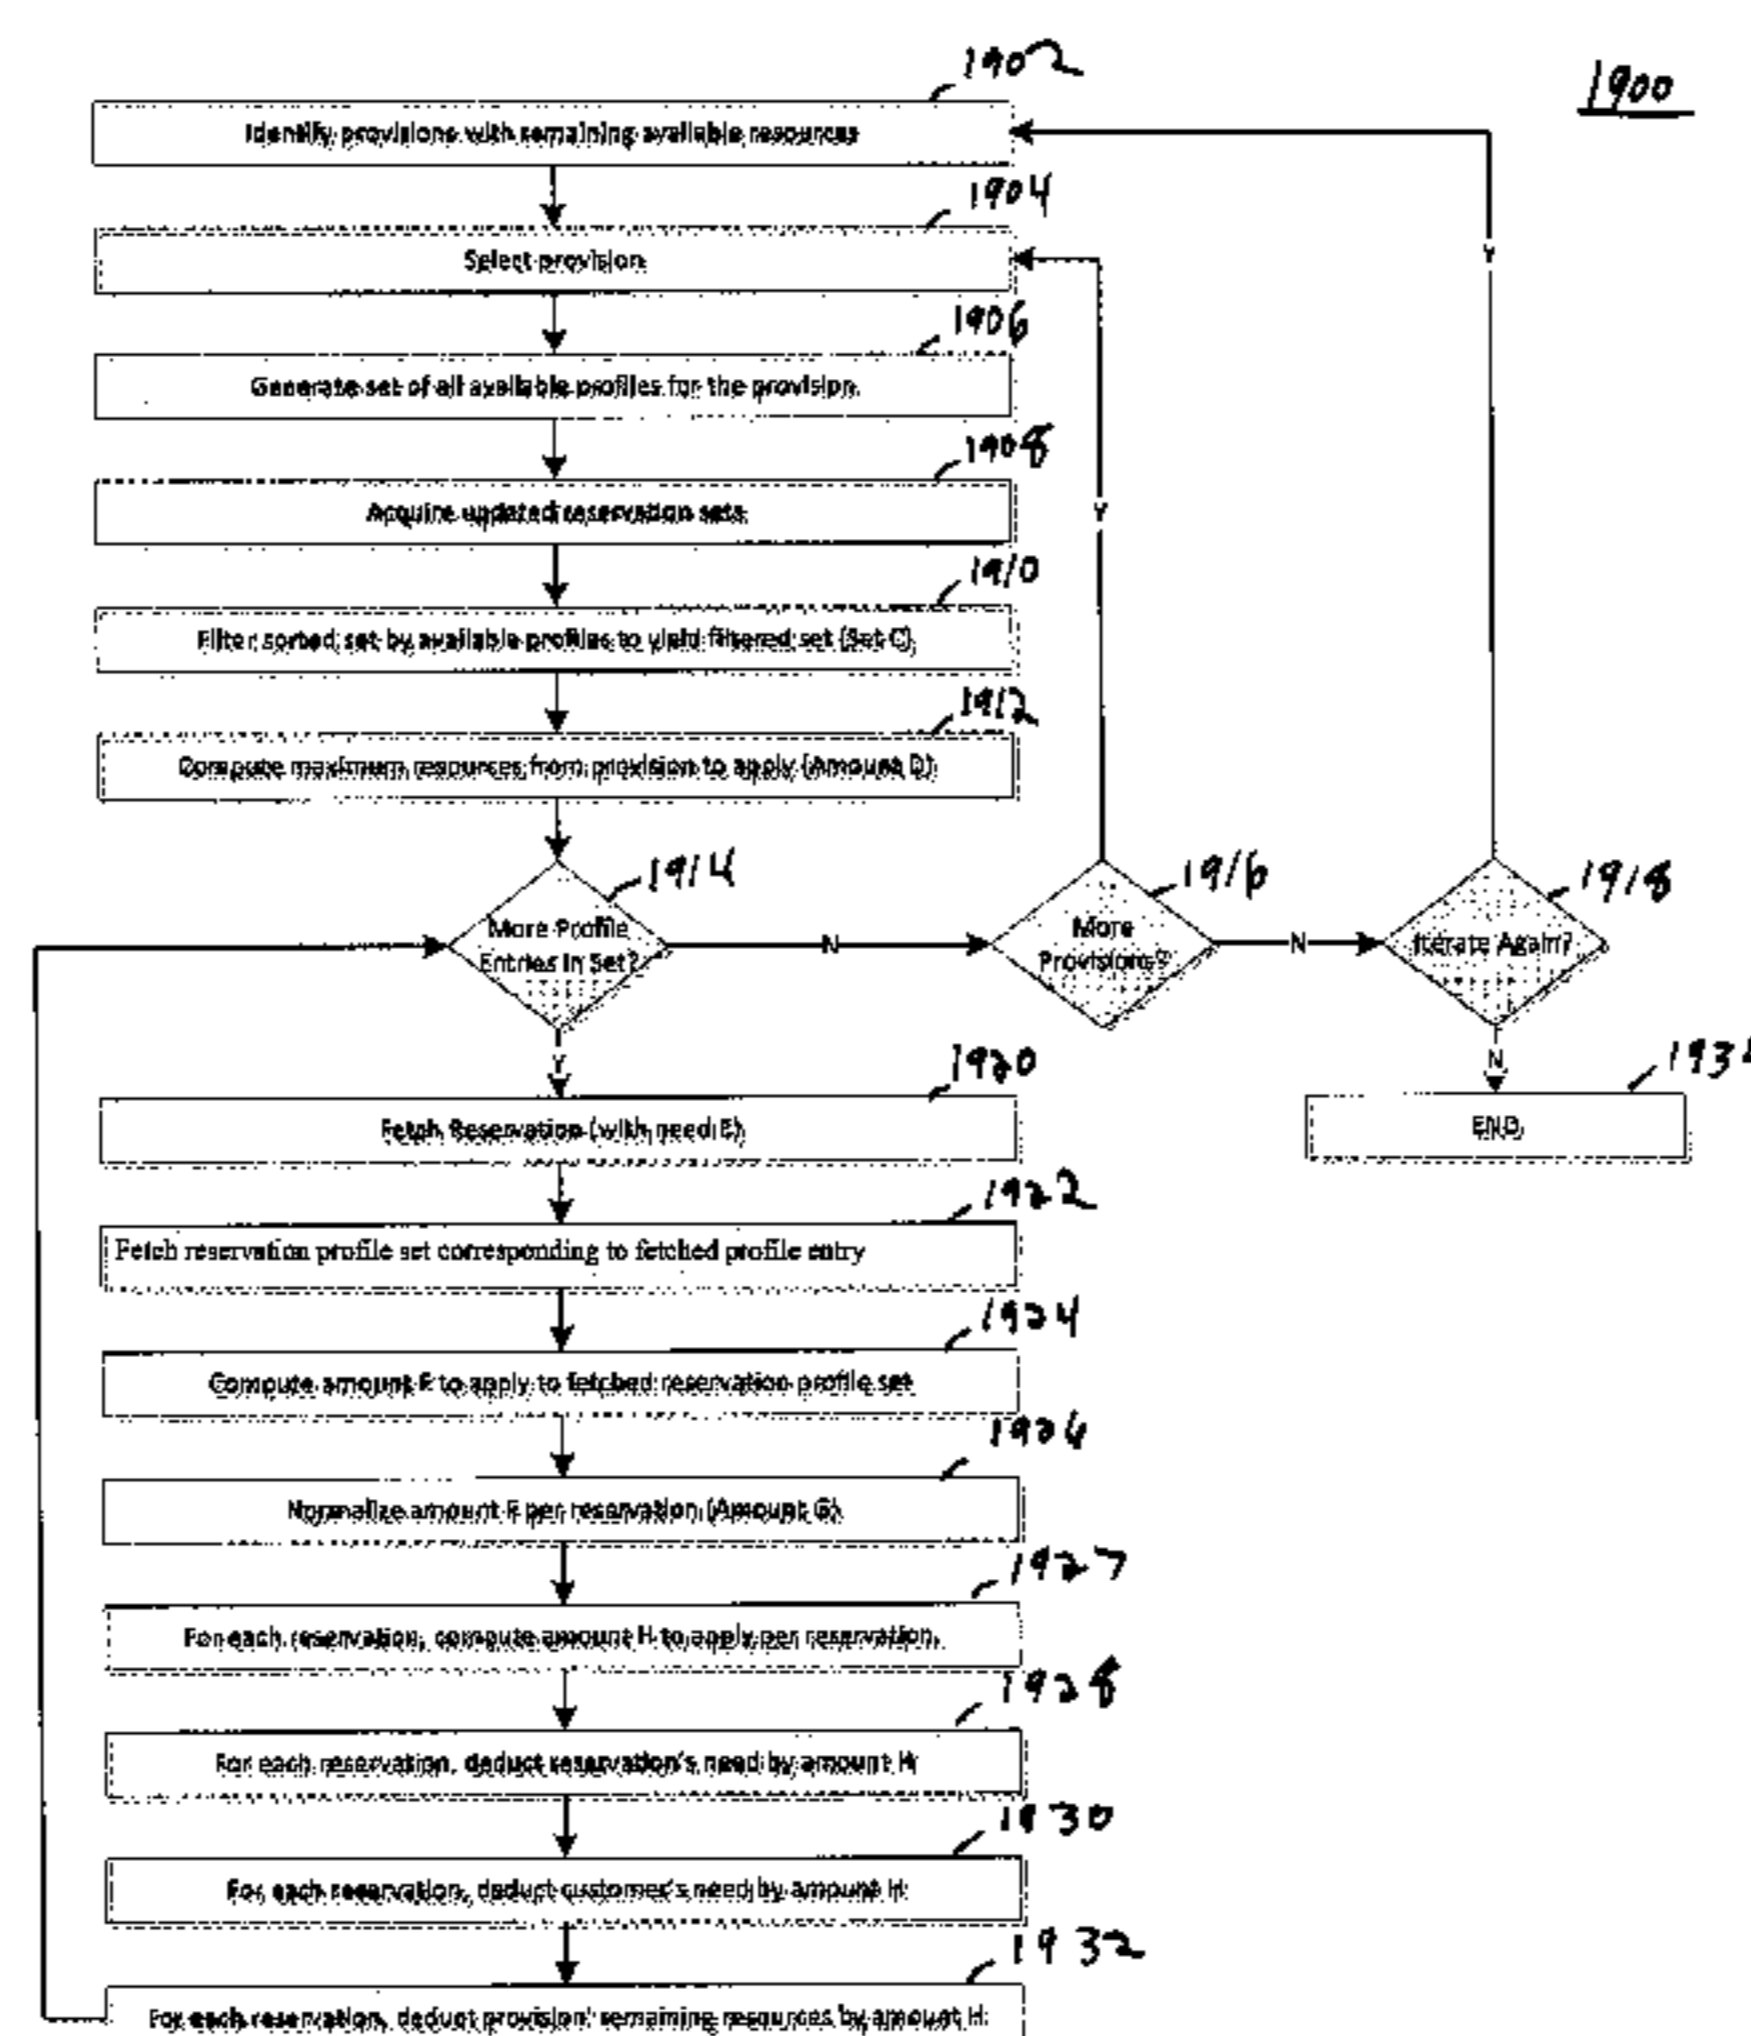 1902
1900
Identify provisions with remaining available resources
1904
Select provision
Y
1906
Generate set of all available profiles for the provision.
1908
Acquire updated reservation sets
Y
1910
Filter sorted set by available profiles to yield filtered set (Set C)
1912
Compute maximum resources from provision to apply (Amount D)
1914
1916
1918
More Profile
Entries in Set?
N
More
Provisions?
N
Iterate Again?
Y
1920
N
Fetch Reservation (with need E)
END
1922
Fetch reservation profile set corresponding to fetched profile entry
1924
Compute amount F to apply to fetched reservation profile set
Normalize amount F per reservation (Amount G)
1927
For each reservation, compute amount H to apply per reservation.
1928
For each reservation, deduct reservation's need by amount H
1930
For each reservation, deduct customer's need by amount H
1932
For each reservation, deduct provision' remaining resources by amount H